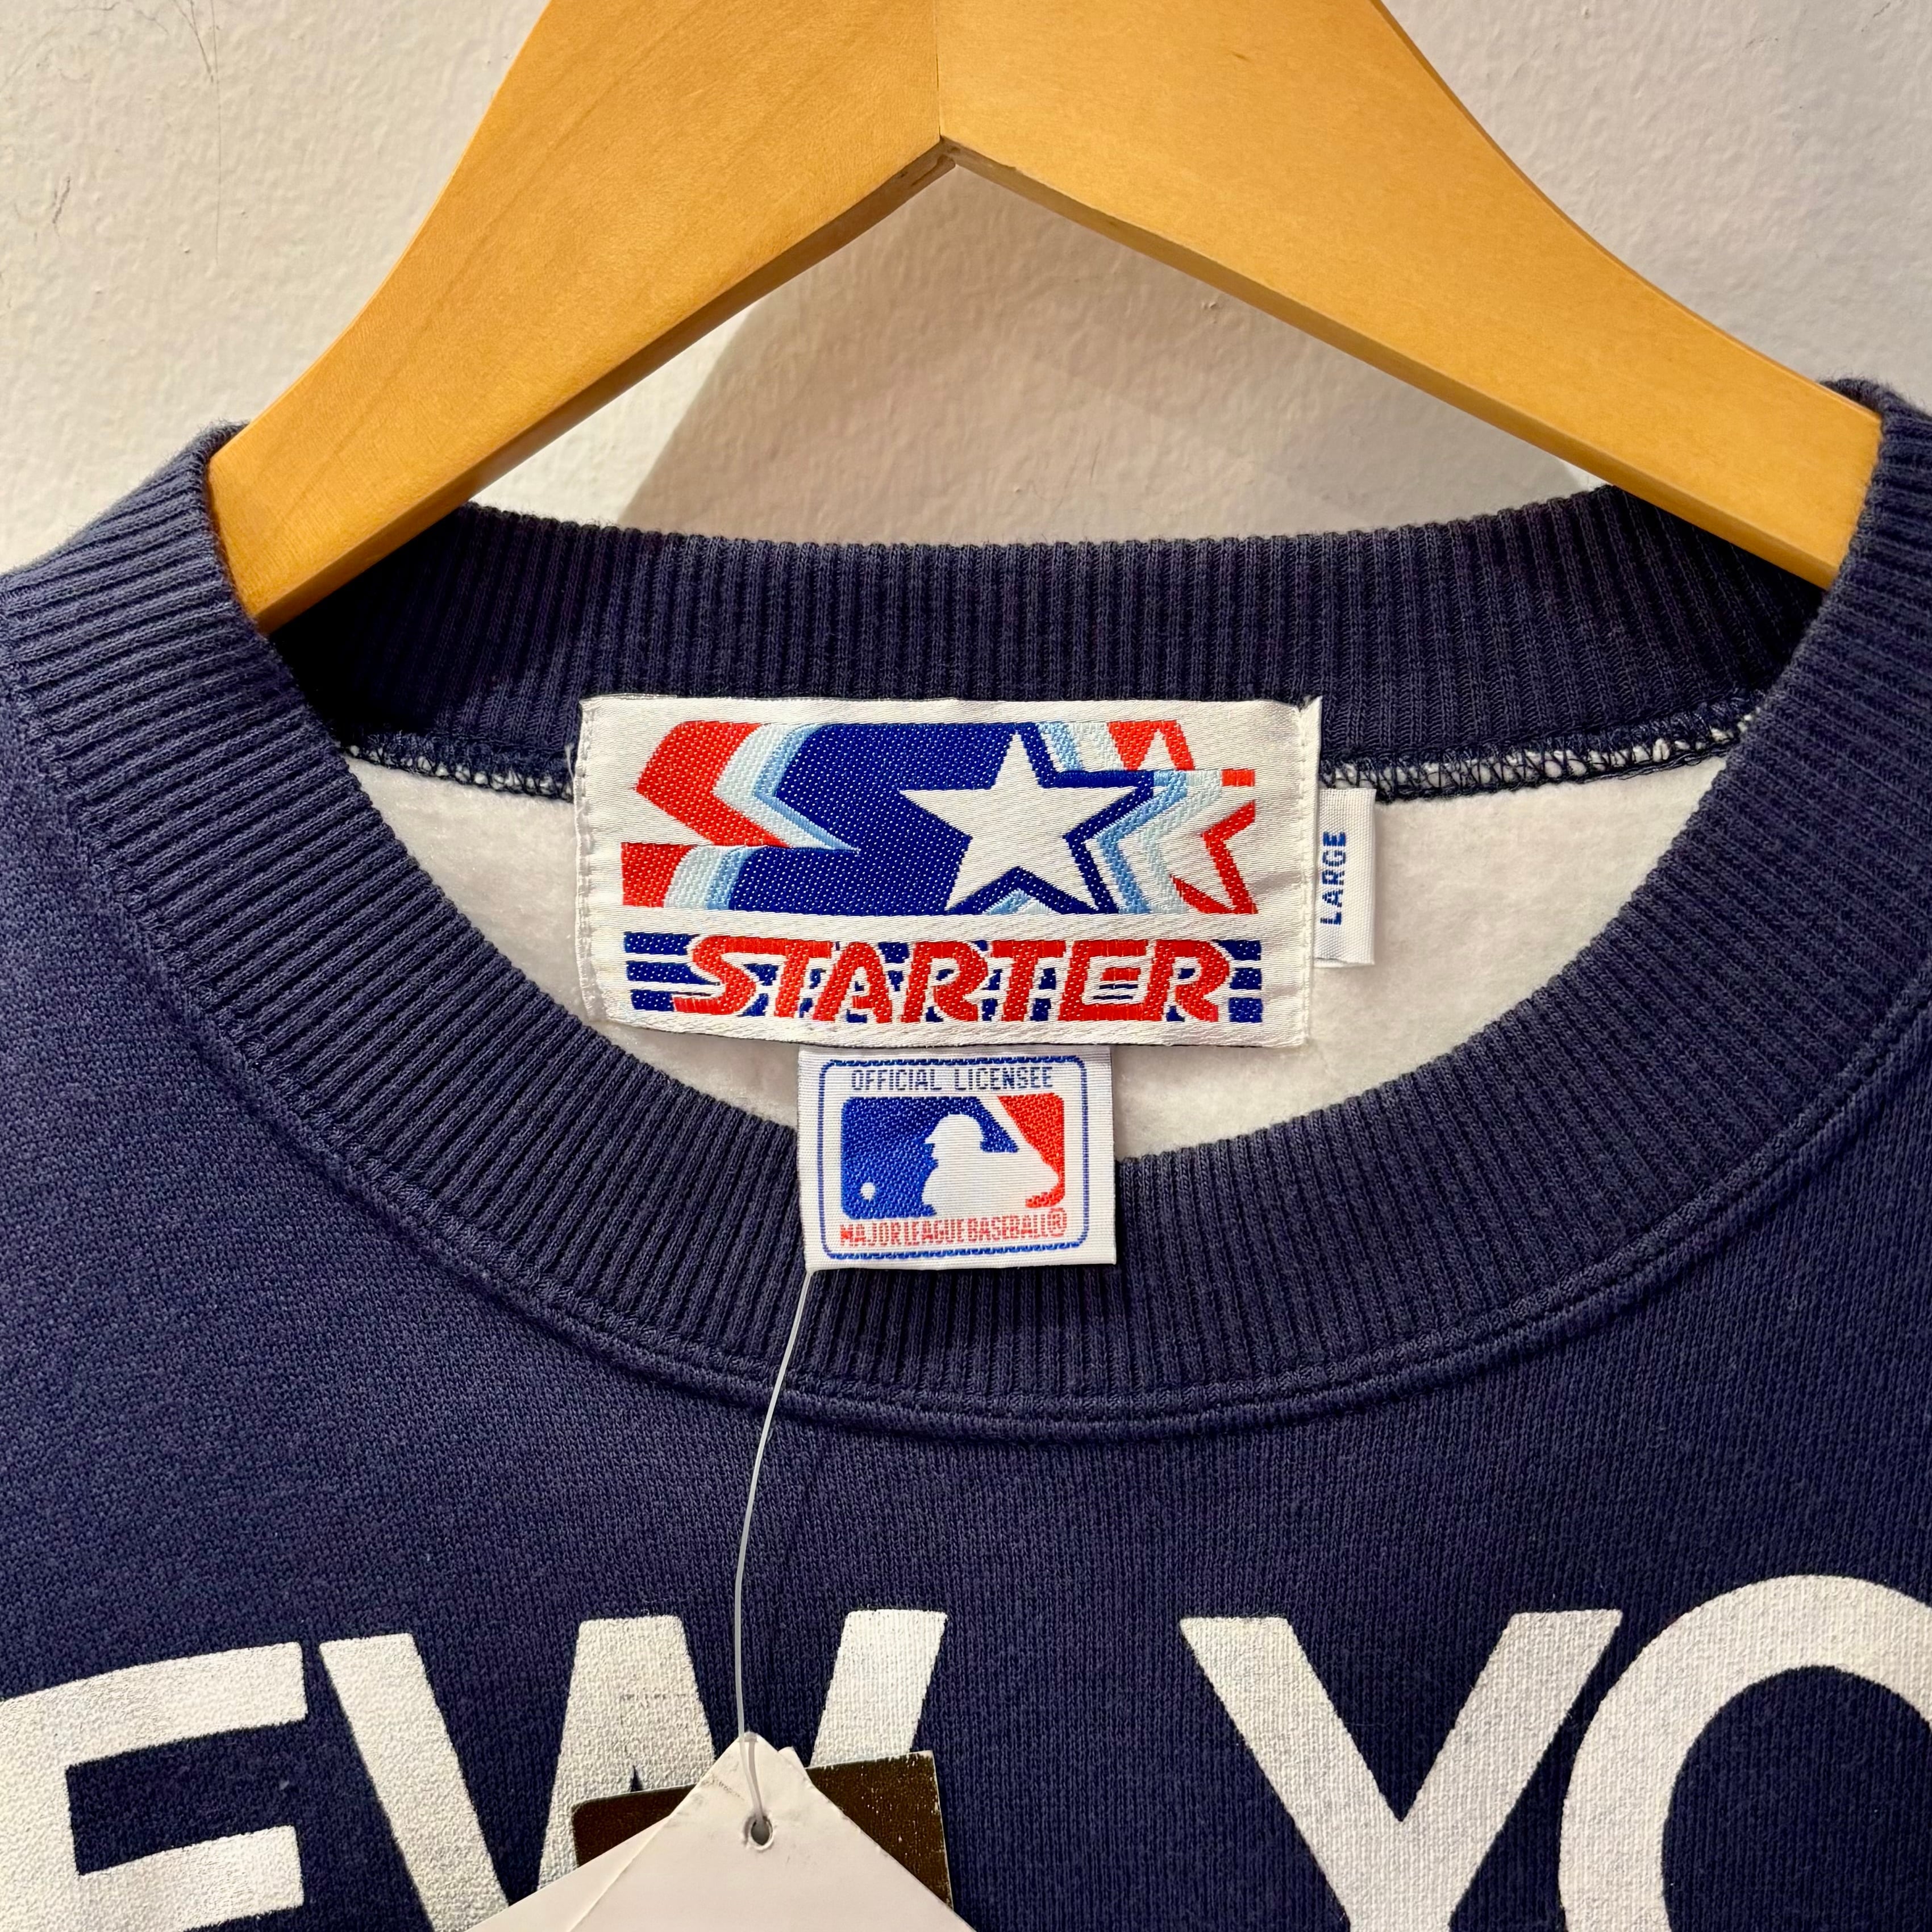 STARTER
LARGE
OFFICIAL LICENSEE
MAJOR LEAGUE BASEBALL®
EW YO